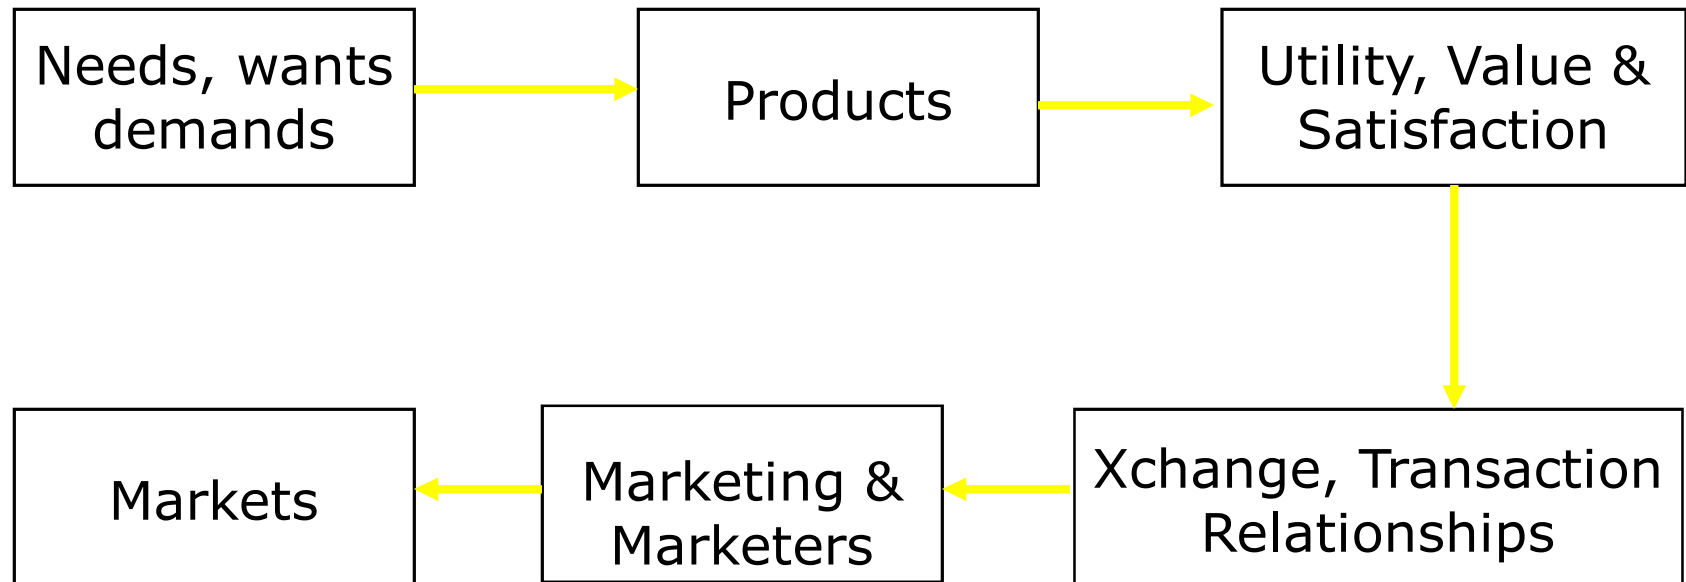 Needs, wants
demands
Products
Utility, Value &
Satisfaction
Xchange, Transaction
Relationships
Marketing &
Marketers
Markets